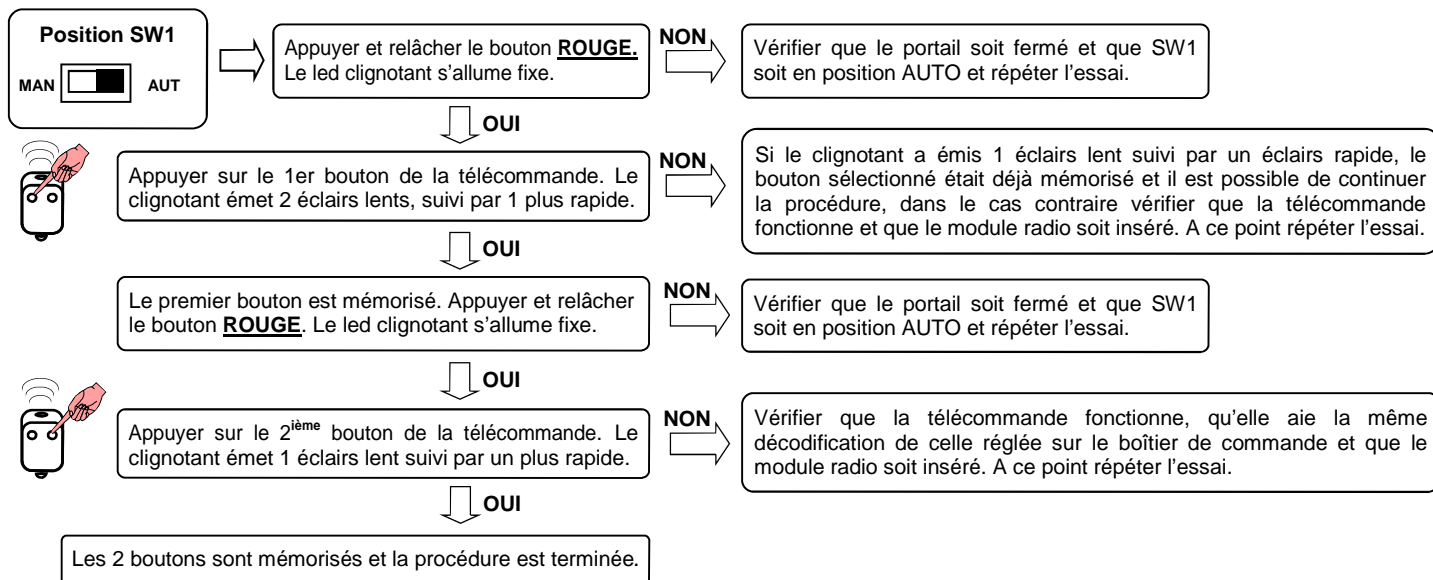 Position SW1
MAN AUT
Appuyer et relâcher le bouton ROUGE.
Le led clignotant s’allume fixe.
NON
Vérifier que le portail soit fermé et que SW1
soit en position AUTO et répéter l’essai.
OUI
Appuyer sur le 1er bouton de la télécommande. Le
clignotant émet 2 éclairs lents, suivi par 1 plus rapide.
NON
Si le clignotant a émis 1 éclairs lent suivi par un éclairs rapide, le
bouton sélectionné était déjà mémorisé et il est possible de continuer
la procédure, dans le cas contraire vérifier que la télécommande
fonctionne et que le module radio soit inséré. A ce point répéter l’essai.
OUI
Le premier bouton est mémorisé. Appuyer et relâcher
le bouton ROUGE. Le led clignotant s’allume fixe.
NON
Vérifier que le portail soit fermé et que SW1
soit en position AUTO et répéter l’essai.
OUI
Appuyer sur le 2ième bouton de la télécommande. Le
clignotant émet 1 éclairs lent suivi par un plus rapide.
NON
Vérifier que la télécommande fonctionne, qu’elle aie la même
décodification de celle réglée sur le boîtier de commande et que le
module radio soit inséré. A ce point répéter l’essai.
OUI
Les 2 boutons sont mémorisés et la procédure est terminée.